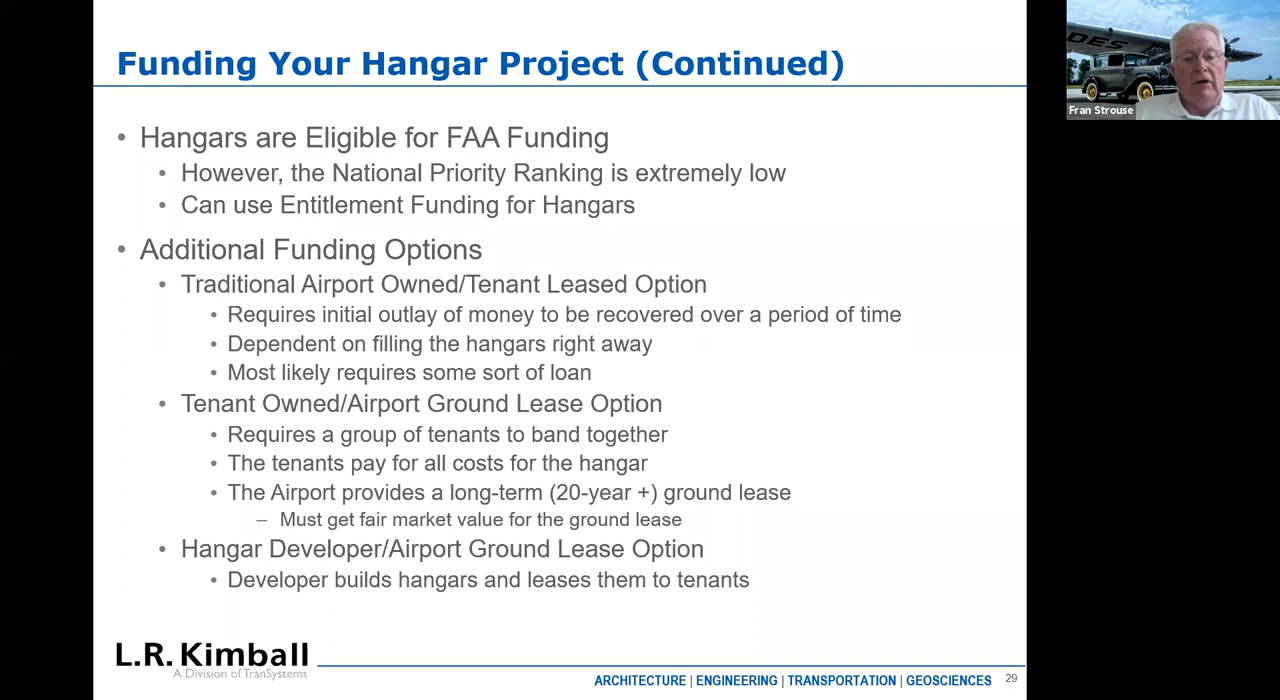 Funding Your Hangar Project (Continued)
• Hangars are Eligible for FAA Funding
• However, the National Priority Ranking is extremely low
• Can use Entitlement Funding for Hangars
• Additional Funding Options
• Traditional Airport Owned/Tenant Leased Option
• Requires initial outlay of money to be recovered over a period of time
• Dependent on filling the hangars right away
• Most likely requires some sort of loan
• Tenant Owned/Airport Ground Lease Option
• Requires a group of tenants to band together
• The tenants pay for all costs for the hangar
• The Airport provides a long-term (20-year +) ground lease
– Must get fair market value for the ground lease
• Hangar Developer/Airport Ground Lease Option
• Developer builds hangars and leases them to tenants
L.R. Kimball
A Division of TranSystems
ARCHITECTURE | ENGINEERING | TRANSPORTATION | GEOSCIENCES
29
DES
Fran Strouse